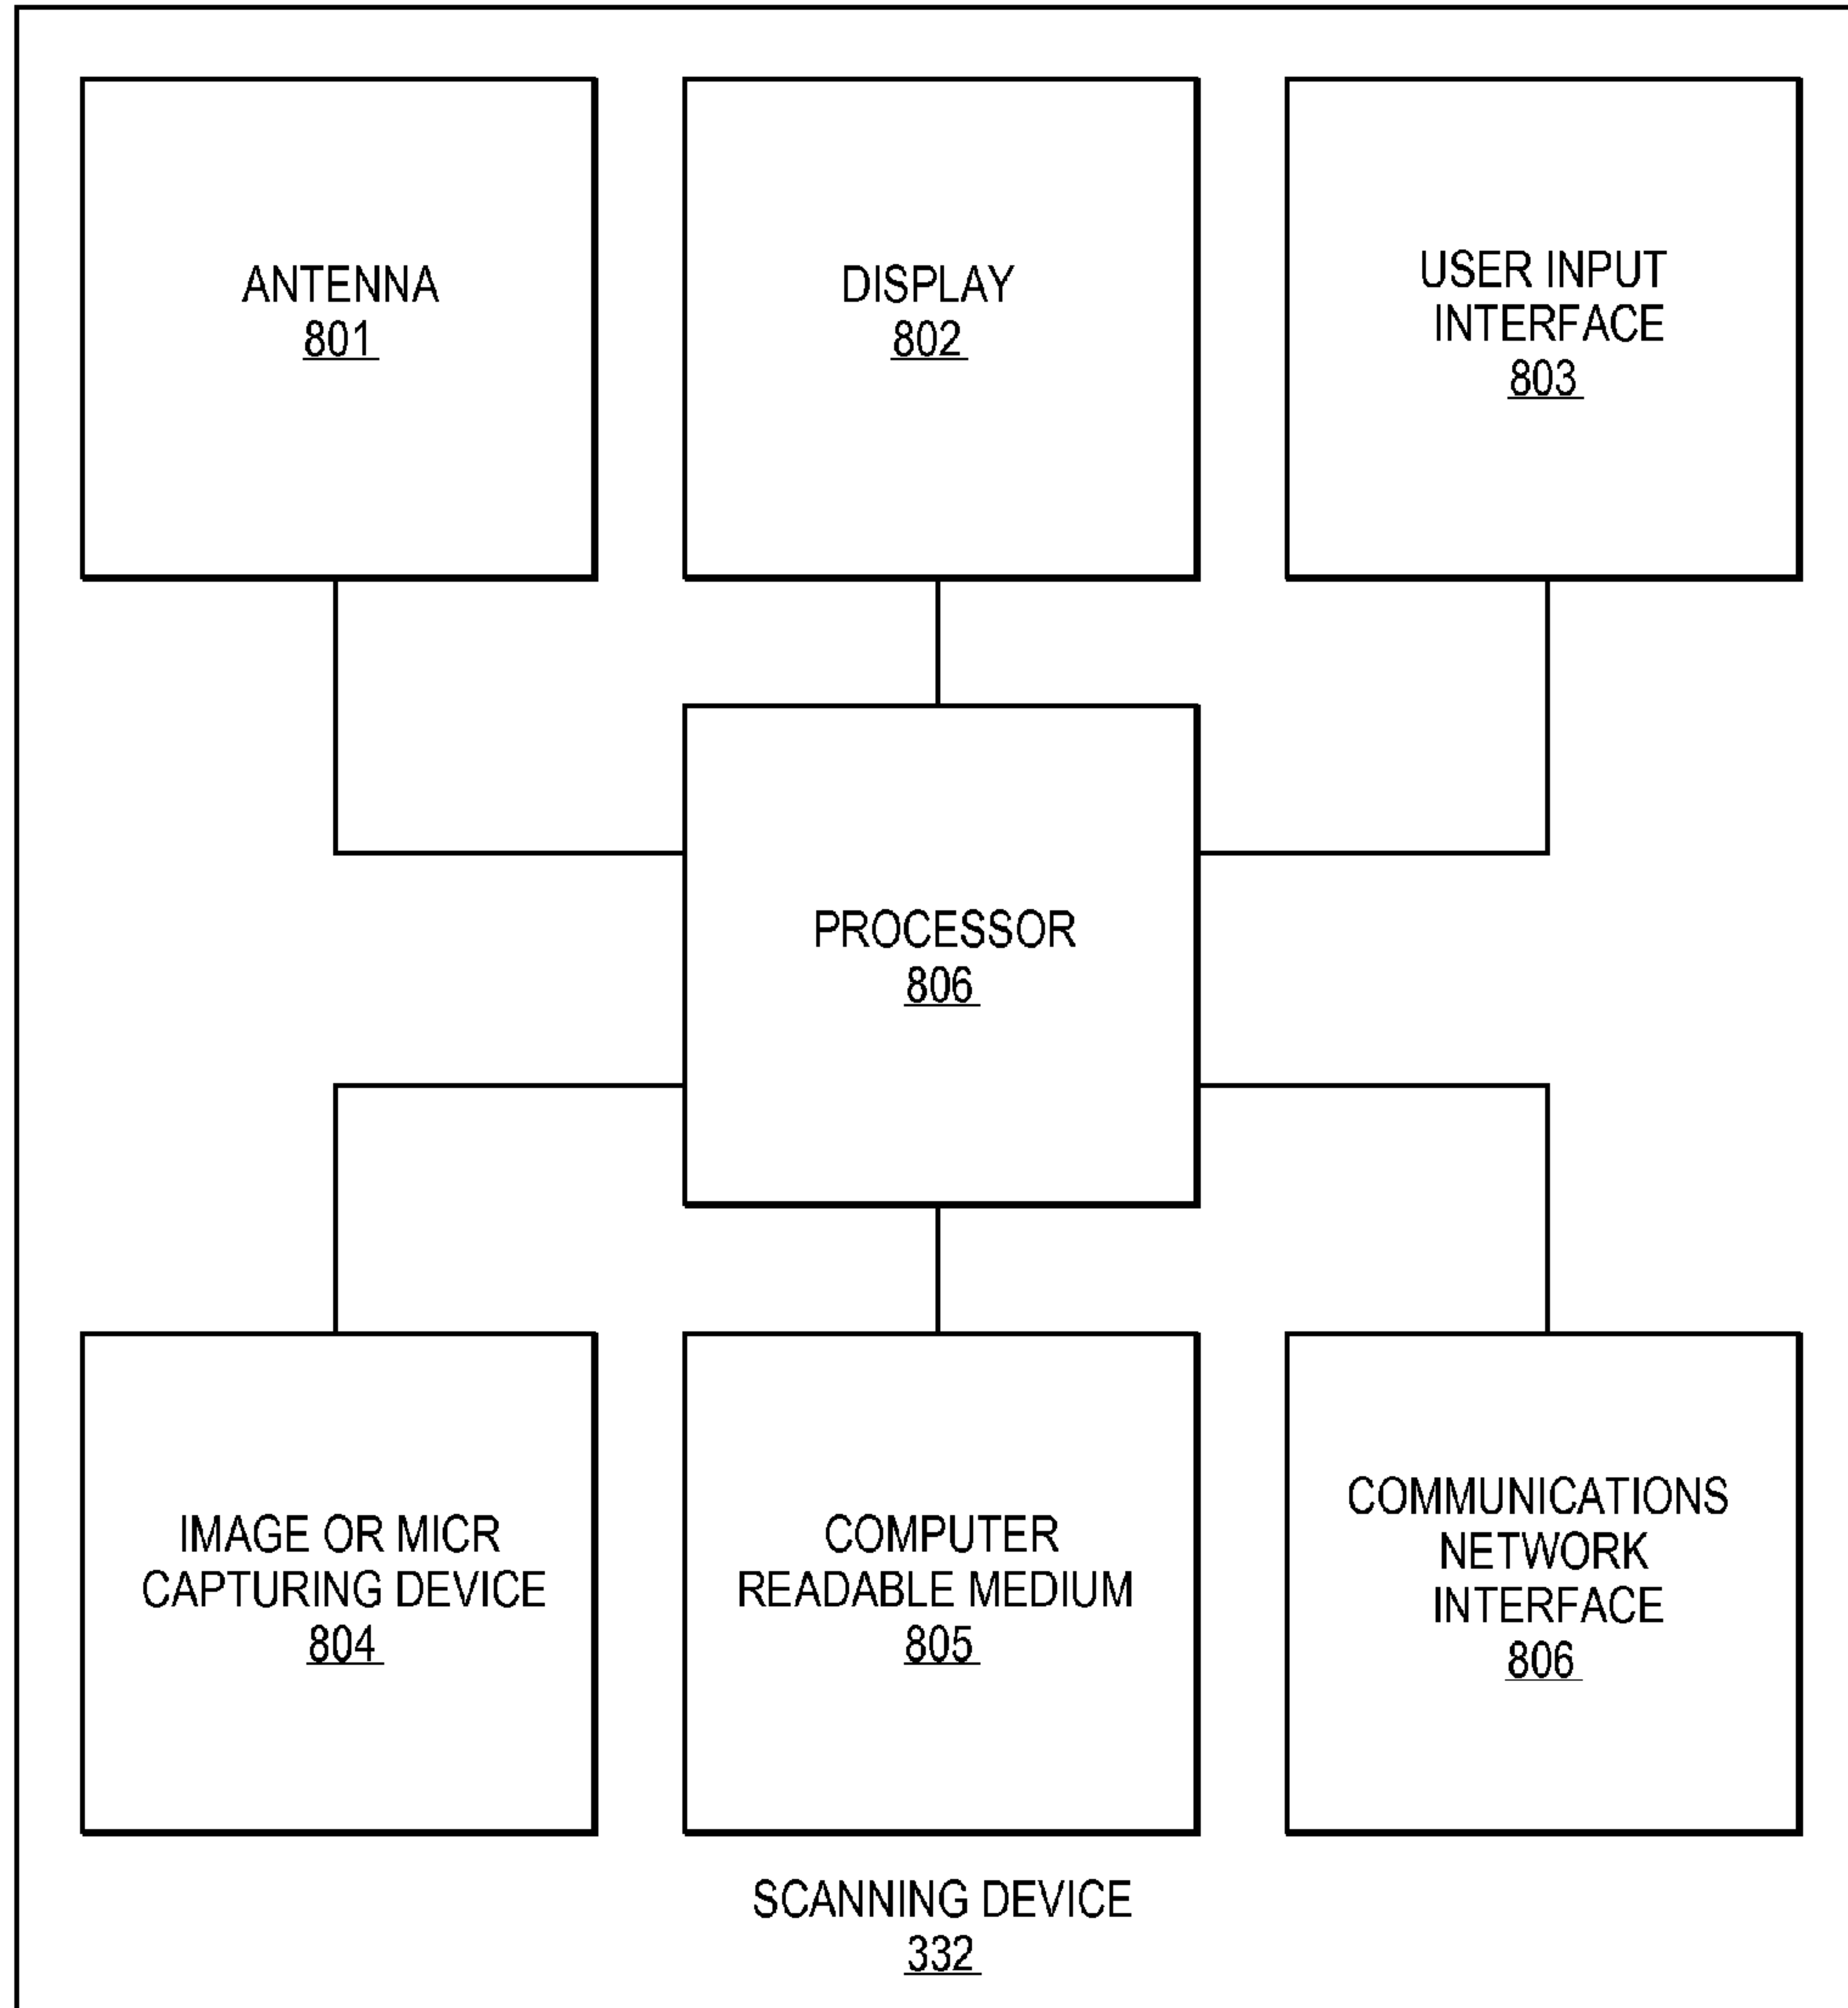 ANTENNA
801
DISPLAY
802
USER INPUT
INTERFACE
803
PROCESSOR
806
IMAGE OR MICR
CAPTURING DEVICE
804
COMPUTER
READABLE MEDIUM
805
COMMUNICATIONS
NETWORK
INTERFACE
806
SCANNING DEVICE
332